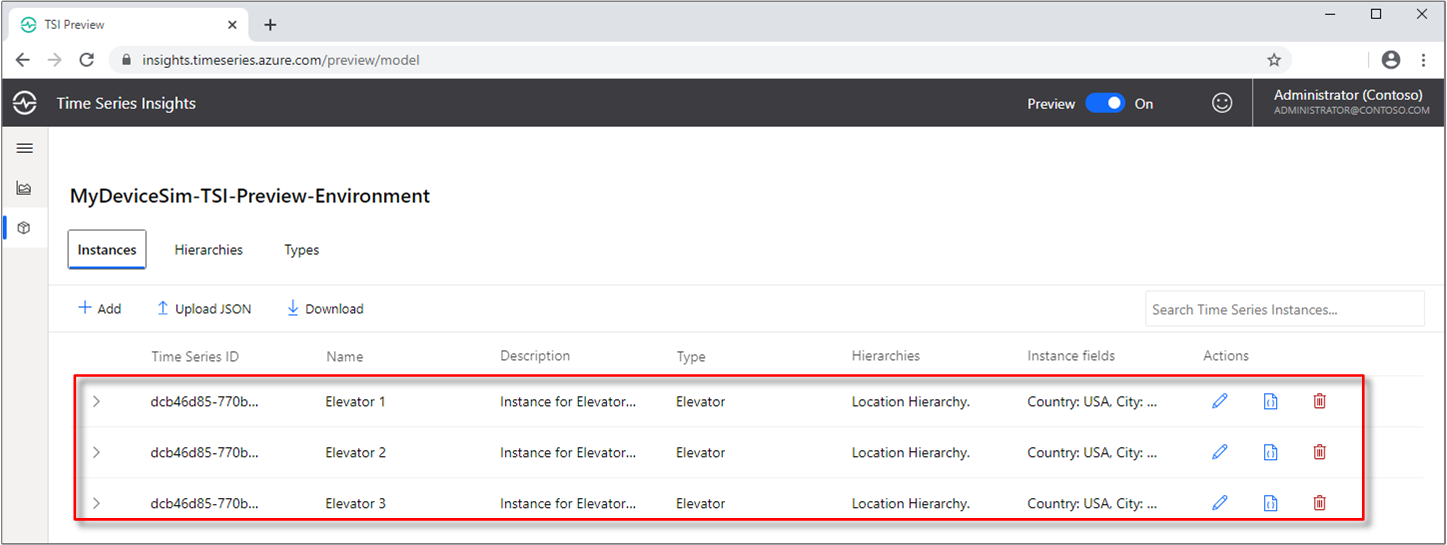 TSI Preview
insights.timeseries.azure.com/preview/model
Time Series Insights
Preview On
Administrator (Contoso)
ADMINISTRATOR@CONTOSO.COM
MyDeviceSim-TSI-Preview-Environment
Instances Hierarchies Types
Add Upload JSON Download
Search Time Series Instances...
Time Series ID Name Description Type Hierarchies Instance fields Actions
dcb46d85-770b... Elevator 1 Instance for Elevator... Elevator Location Hierarchy. Country: USA, City: ...
dcb46d85-770b... Elevator 2 Instance for Elevator... Elevator Location Hierarchy. Country: USA, City: ...
dcb46d85-770b... Elevator 3 Instance for Elevator... Elevator Location Hierarchy. Country: USA, City: ...